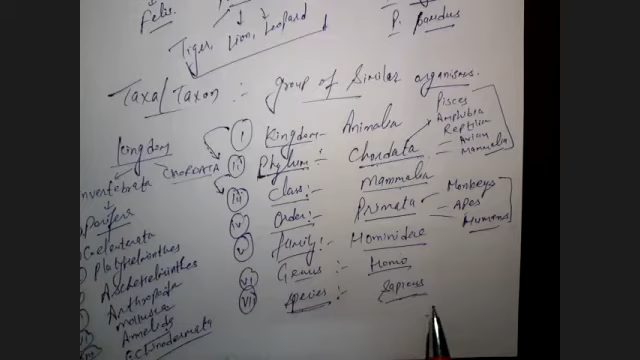 Felis.
Tiger, Lion, Leopard
P. pardus
Taxa/Taxon :- Group of Similar organisms.
(i) Kingdom - Animalia
(ii) Phylum :- Chordata
(iii) Class :- Mammalia
(iv) Order :- Primata
(v) family :- Hominidae
(vi) Genus :- Homo
(VII) Species :- Sapiens
Pisces
Amphibia
Reptilia
Avian
Mammalia
Monkeys
Apes
Humans
Kingdom
CHORDATA
Invertebrata
Porifera
Coelenterata
Platyhelminthes
Aschelminthes
Arthropoda
Mollusca
Annelida